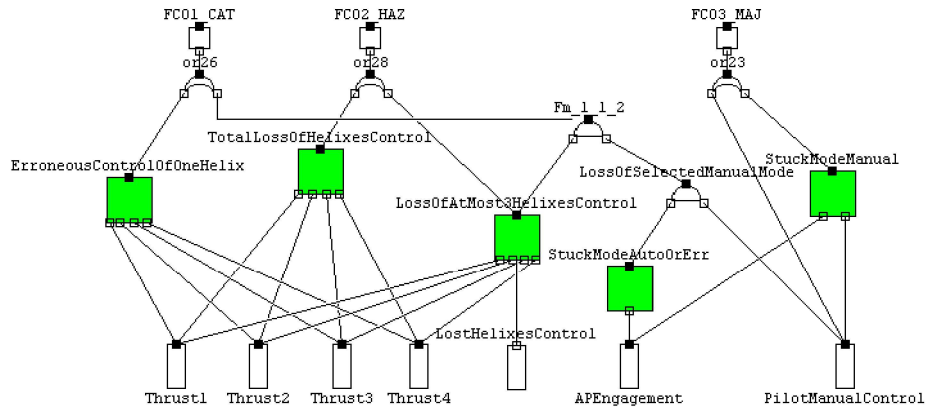 FC01_CAT FC02_HAZ FC03_MAJ
or26 or28 or23
Fm_1_1_2
TotalLossOfHelixesControl
ErroneousControlOfOneHelix StuckModeManual
LossOfSelectedManualMode
LossOfAtMost3HelixesControl
StuckModeAutoOrErr
LostHelixesControl
Thrust1 Thrust2 Thrust3 Thrust4 APEngagement PilotManualControl